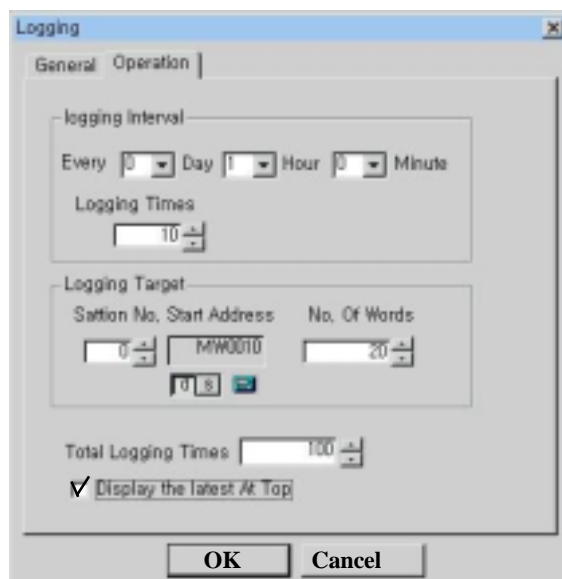 Logging
General Operation
logging Interval
Every 0 Day 1 Hour 0 Minute
Logging Times
10
Logging Target
Sattion No, Start Address No, Of Words
0 MW0010 20
d s
Total Logging Times 100
Display the latest At Top
OK Cancel